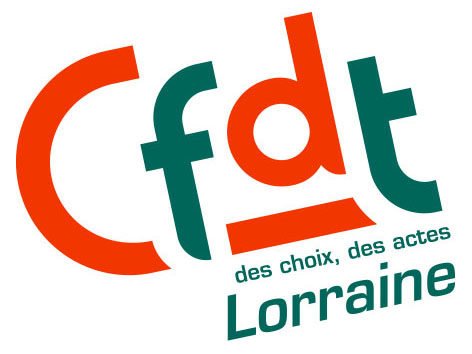 Cfdt
des choix, des actes
Lorraine